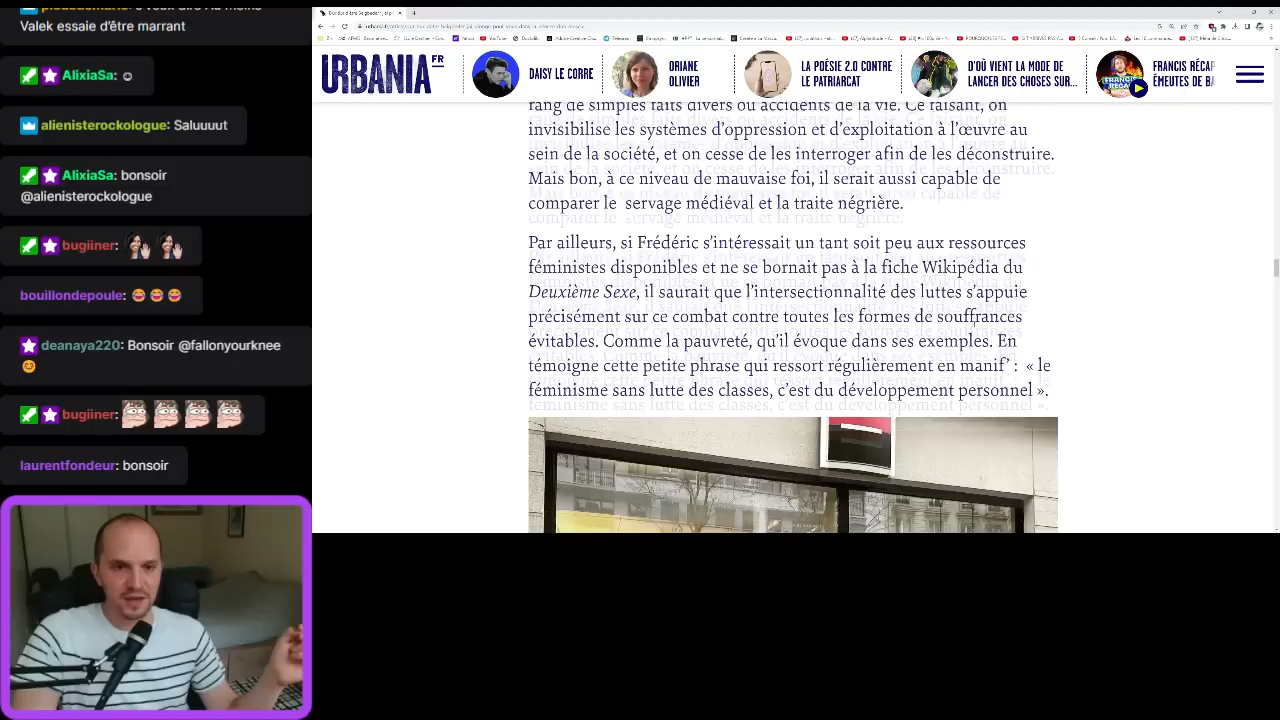 Valek essaie d'être marrant
AlixiaSa: ☺
alienisterockologue: Saluuut
AlixiaSa: bonsoir
@alienisterockologue
bugiiner:
bouillondepoule: 😂😂😂
deanaya220: Bonsoir @fallonyourknee
😊
bugiiner:
laurentfondeur: bonsoir
URBANIA FR
DAISY LE CORRE
ORIANE
OLIVIER
LA POÉSIE 2.0 CONTRE
LE PATRIARCAT
D'OÙ VIENT LA MODE DE
LANCER DES CHOSES SUR...
FRANCIS RÉCAP
ÉMEUTES DE BA
rang de simples faits divers ou accidents de la vie. Ce faisant, on
invisibilise les systèmes d'oppression et d'exploitation à l'œuvre au
sein de la société, et on cesse de les interroger afin de les déconstruire.
Mais bon, à ce niveau de mauvaise foi, il serait aussi capable de
comparer le servage médiéval et la traite négrière.
Par ailleurs, si Frédéric s'intéressait un tant soit peu aux ressources
féministes disponibles et ne se bornait pas à la fiche Wikipédia du
Deuxième Sexe, il saurait que l'intersectionnalité des luttes s'appuie
précisément sur ce combat contre toutes les formes de souffrances
évitables. Comme la pauvreté, qu'il évoque dans ses exemples. En
témoigne cette petite phrase qui ressort régulièrement en manif' : « le
féminisme sans lutte des classes, c'est du développement personnel ».